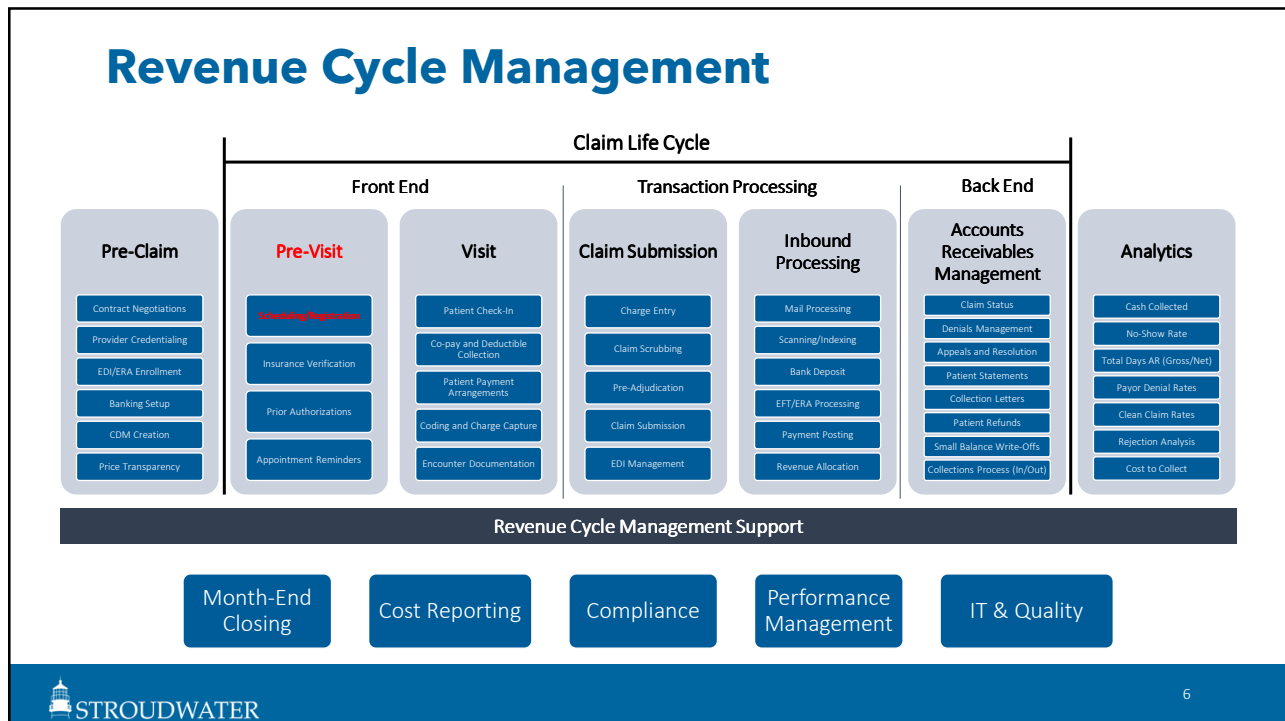 Revenue Cycle Management
Claim Life Cycle
Front End
Transaction Processing
Back End
Pre-Claim
Contract Negotiations
Provider Credentialing
EDI/ERA Enrollment
Banking Setup
CDM Creation
Price Transparency
Pre-Visit
Scheduling/Registration
Insurance Verification
Prior Authorizations
Appointment Reminders
Visit
Patient Check-In
Co-pay and Deductible
Collection
Patient Payment
Arrangements
Coding and Charge Capture
Encounter Documentation
Claim Submission
Charge Entry
Claim Scrubbing
Pre-Adjudication
Claim Submission
EDI Management
Inbound
Processing
Mail Processing
Scanning/Indexing
Bank Deposit
EFT/ERA Processing
Payment Posting
Revenue Allocation
Accounts
Receivables
Management
Claim Status
Denials Management
Appeals and Resolution
Patient Statements
Collection Letters
Patient Refunds
Small Balance Write-Offs
Collections Process (In/Out)
Analytics
Cash Collected
No-Show Rate
Total Days AR (Gross/Net)
Payor Denial Rates
Clean Claim Rates
Rejection Analysis
Cost to Collect
Revenue Cycle Management Support
Month-End
Closing
Cost Reporting
Compliance
Performance
Management
IT & Quality
STROUDWATER
6